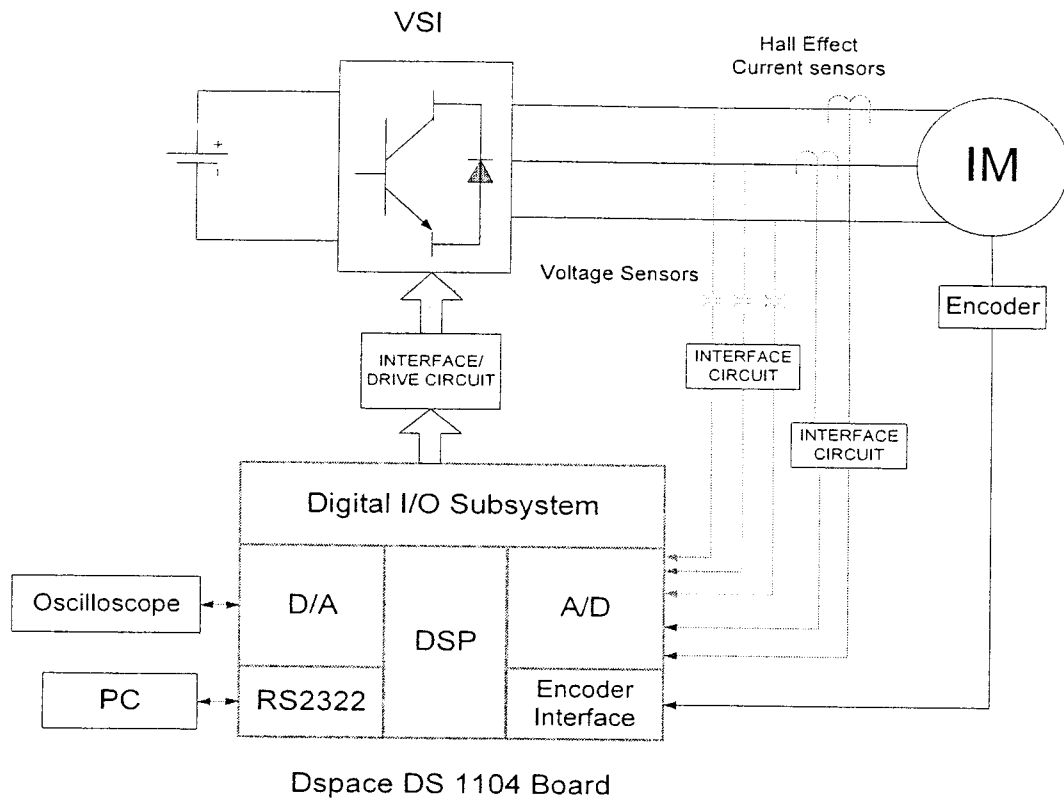 VSI
Hall Effect
Current sensors
+
-
IM
Voltage Sensors
Encoder
INTERFACE/
DRIVE CIRCUIT
INTERFACE
CIRCUIT
INTERFACE
CIRCUIT
Digital I/O Subsystem
Oscilloscope
D/A
DSP
A/D
PC
RS2322
Encoder
Interface
Dspace DS 1104 Board